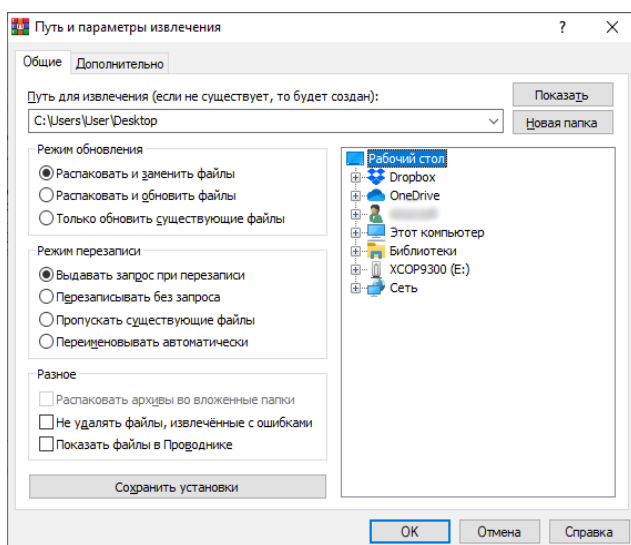 Путь и параметры извлечения
Общие
Дополнительно
Путь для извлечения (если не существует, то будет создан):
Показать
C:\Users\User\Desktop
Новая папка
Режим обновления
Распаковать и заменить файлы
Распаковать и обновить файлы
Только обновить существующие файлы
Режим перезаписи
Выдавать запрос при перезаписи
Перезаписывать без запроса
Пропускать существующие файлы
Переименовывать автоматически
Разное
Распаковать архивы во вложенные папки
Не удалять файлы, извлечённые с ошибками
Показать файлы в Проводнике
Сохранить установки
Рабочий стол
Dropbox
OneDrive
Этот компьютер
Библиотеки
XCOP9300 (E:)
Сеть
OK
Отмена
Справка